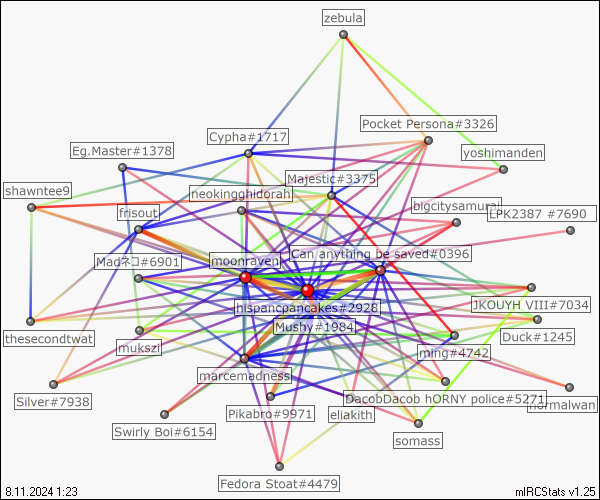 zebula
Pocket Persona#3326
Cypha#1717
Eg.Master#1378
yoshimanden
Majestic#3375
shawntee9
neokingghidorah
bigcitysamurai
LPK2387 #7690
frisout
Can anything be saved#0396
moonraven
Madネコ#6901
hispancpancakes#2928
JKOUYH VIII#7034
Mushy#1984
thesecondtwat
mukszi
Duck#1245
ming#4742
marcemadness
DacobDacob hORNY police#5271
normalwan
Silver#7938
Pikabro#9971
eliakith
Swirly Boi#6154
somass
Fedora Stoat#4479
8.11.2024 1:23
mIRCStats v1.25